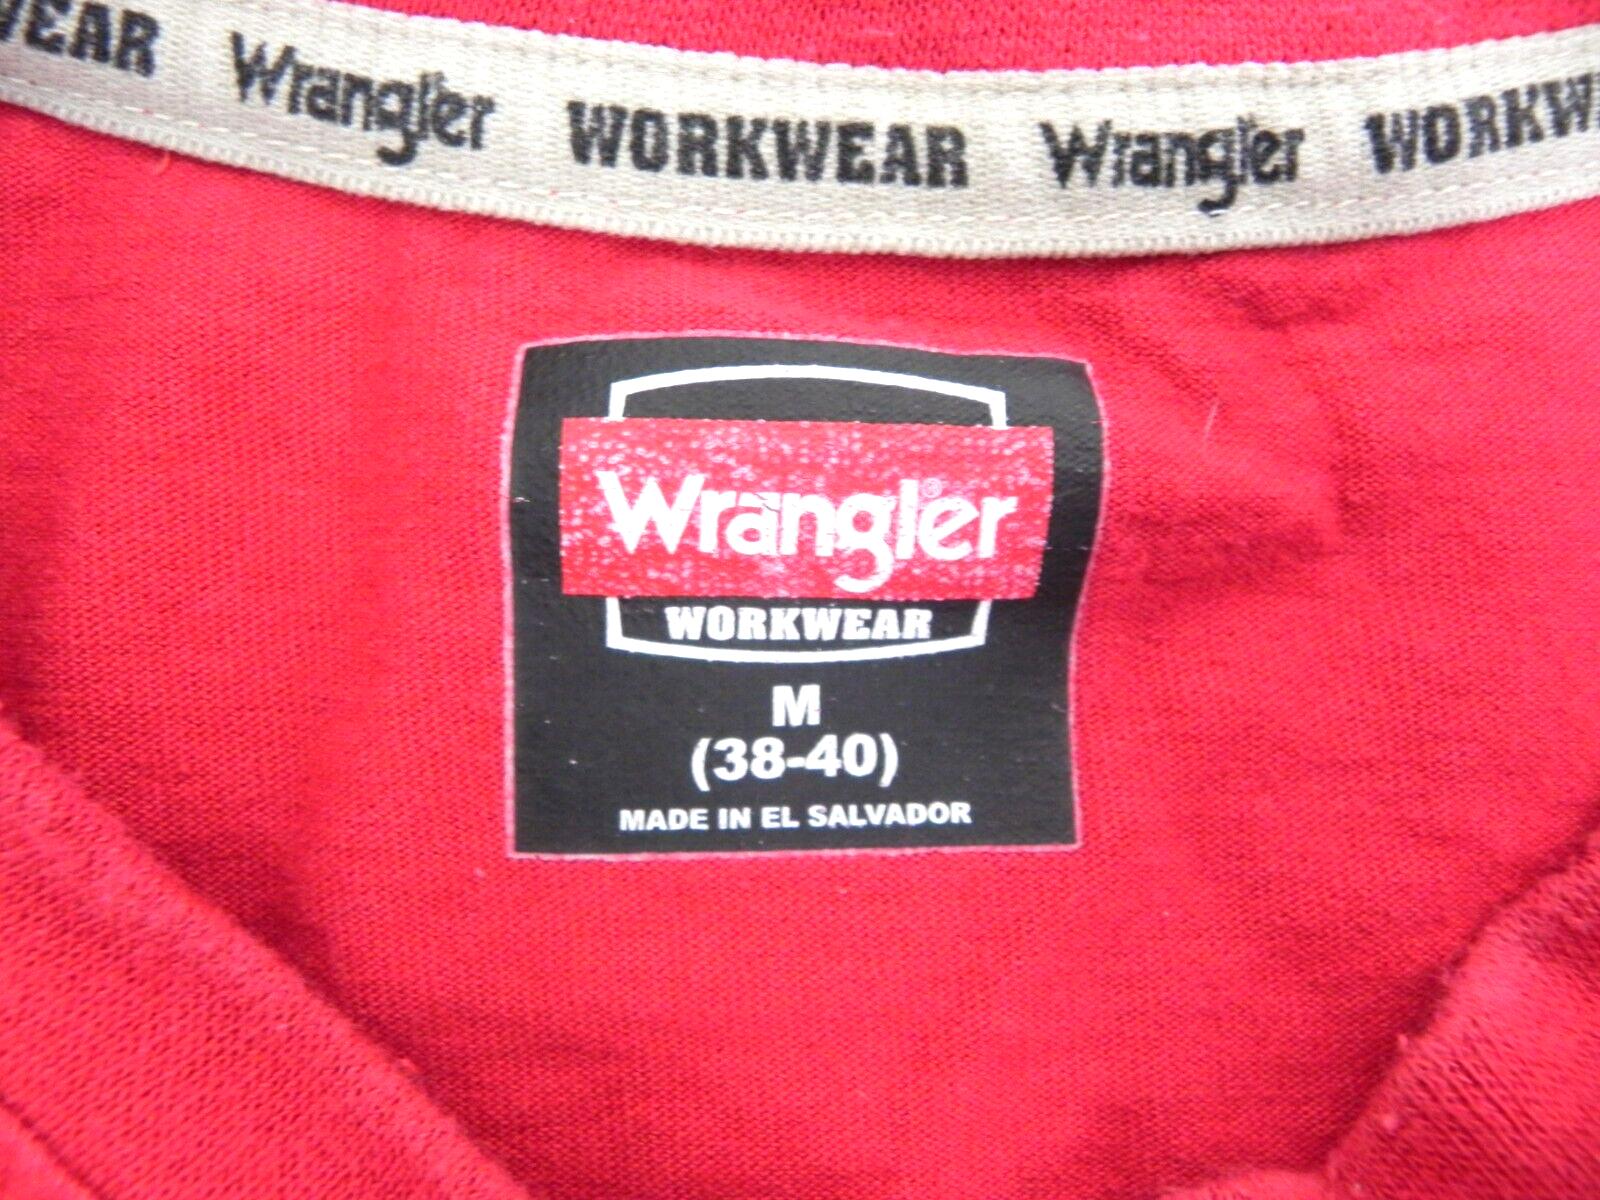 WEAR Wrangler WORKWEAR Wrangler WORKW
Wrangler®
WORKWEAR
M
(38-40)
MADE IN EL SALVADOR